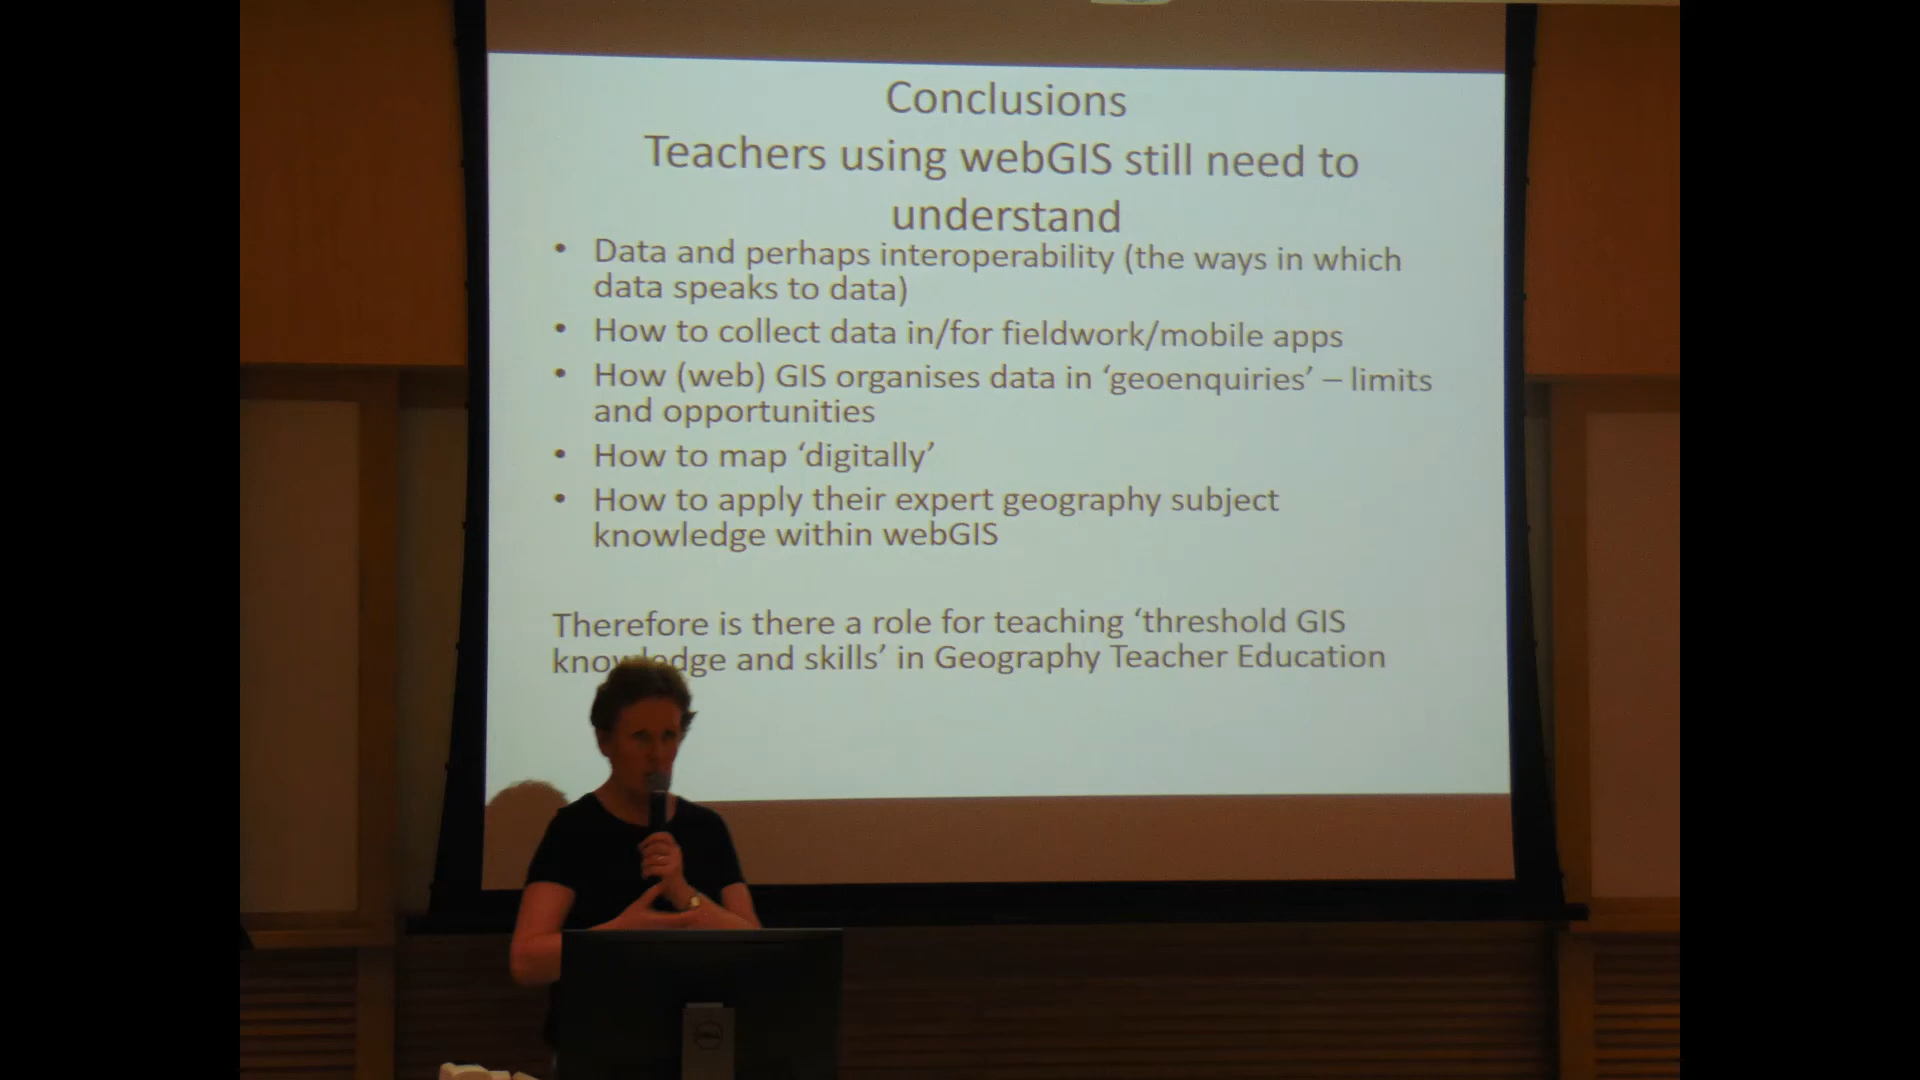 Conclusions
Teachers using webGIS still need to
understand
• Data and perhaps interoperability (the ways in which
data speaks to data)
• How to collect data in/for fieldwork/mobile apps
• How (web) GIS organises data in ‘geoenquiries’ – limits
and opportunities
• How to map ‘digitally’
• How to apply their expert geography subject
knowledge within webGIS
Therefore is there a role for teaching ‘threshold GIS
knowledge and skills’ in Geography Teacher Education
DELL